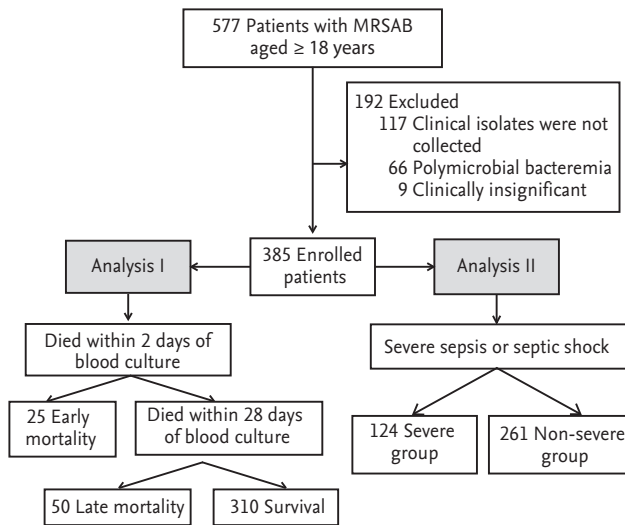 577 Patients with MRSAB
aged ≥ 18 years
192 Excluded
117 Clinical isolates were not
collected
66 Polymicrobial bacteremia
9 Clinically insignificant
385 Enrolled
patients
Analysis I
Analysis II
Died within 2 days of
blood culture
Severe sepsis or septic shock
25 Early
mortality
Died within 28 days
of blood culture
124 Severe
group
261 Non-severe
group
50 Late mortality
310 Survival